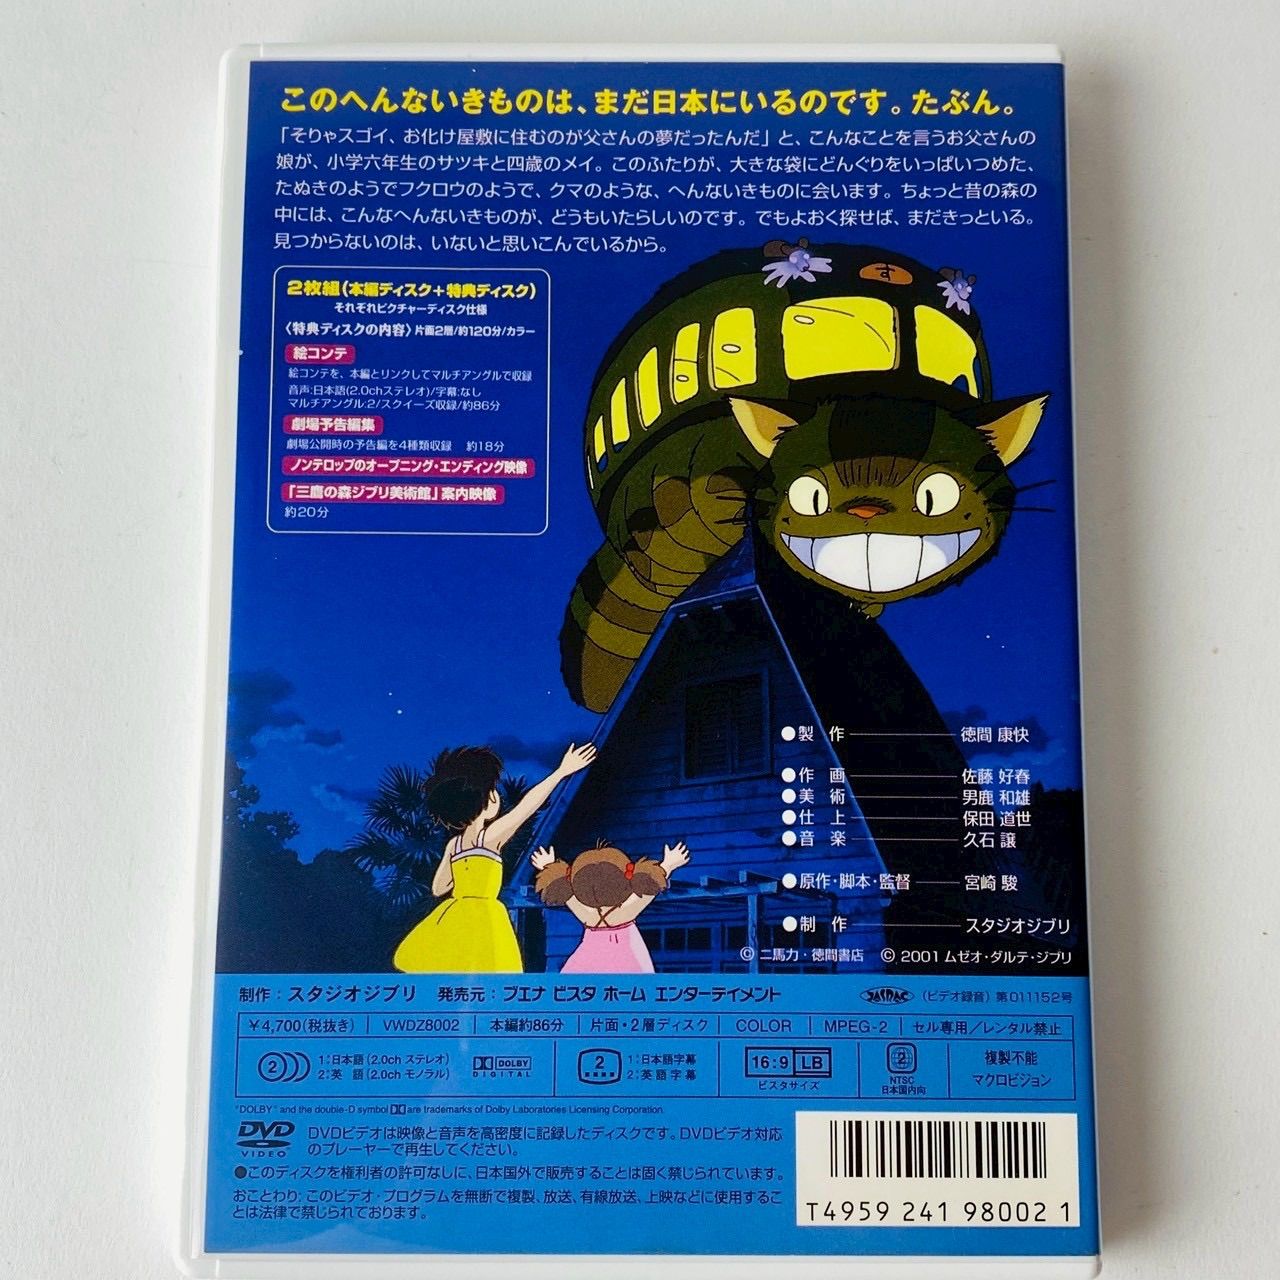 このへんないきものは、まだ日本にいるのです。たぶん。
「そりゃスゴイ、お化け屋敷に住むのが父さんの夢だったんだ」と、こんなことを言うお父さんの
娘が、小学六年生のサツキと四歳のメイ。このふたりが、大きな袋にどんぐりをいっぱいつめた、
たぬきのようでフクロウのようで、クマのような、へんないきものに会います。ちょっと昔の森の
中には、こんなへんないきものが、どうもいたらしいのです。でもよおく探せば、まだきっといる。
見つからないのは、いないと思いこんでいるから。
す
2枚組(本編ディスク+特典ディスク)
それぞれピクチャーディスク仕様
〈特典ディスクの内容〉片面2層/約120分/カラー
絵コンテ
絵コンテを、本編とリンクしてマルチアングルで収録
音声:日本語(2.0chステレオ)/字幕:なし
マルチアングル:2/スクイーズ収録/約86分
劇場予告編集
劇場公開時の予告編を4種類収録 約18分
ノンテロップのオープニング・エンディング映像
「三鷹の森ジブリ美術館」案内映像
約20分
●製 作 徳間 康快
●作 画 佐藤 好春
●美 術 男鹿 和雄
●仕 上 保田 道世
●音 楽 久石 譲
●原作・脚本・監督 宮崎 駿
●制 作 スタジオジブリ
© 二馬力・徳間書店 © 2001 ムゼオ・ダルテ・ジブリ
制作：スタジオジブリ 発売元：ブエナ ビスタ ホーム エンターテイメント JASRAC (ビデオ録音) 第011152号
￥4,700(税抜き) VWDZ8002 本編約86分 片面・2層ディスク COLOR MPEG-2 セル専用／レンタル禁止
2 1:日本語(2.0ch ステレオ) DOLBY 2 1:日本語字幕 16:9 LB 2 複製不能
2:英 語(2.0ch モノラル) DIGITAL 2:英語字幕 ビスタサイズ NTSC マクロビジョン
日本国内向
"DOLBY" and the double-D symbol are trademarks of Dolby Laboratories Licensing Corporation.
DVD DVDビデオは映像と音声を高密度に記録したディスクです。DVDビデオ対応
VIDEO のプレーヤーで再生してください。
●このディスクを権利者の許可なしに、日本国外で販売することは固く禁じられています。
おことわり：このビデオ・プログラムを無断で複製、放送、有線放送、上映などに使用するこ
とは法律で禁じられております。
T4959 241 98002 1